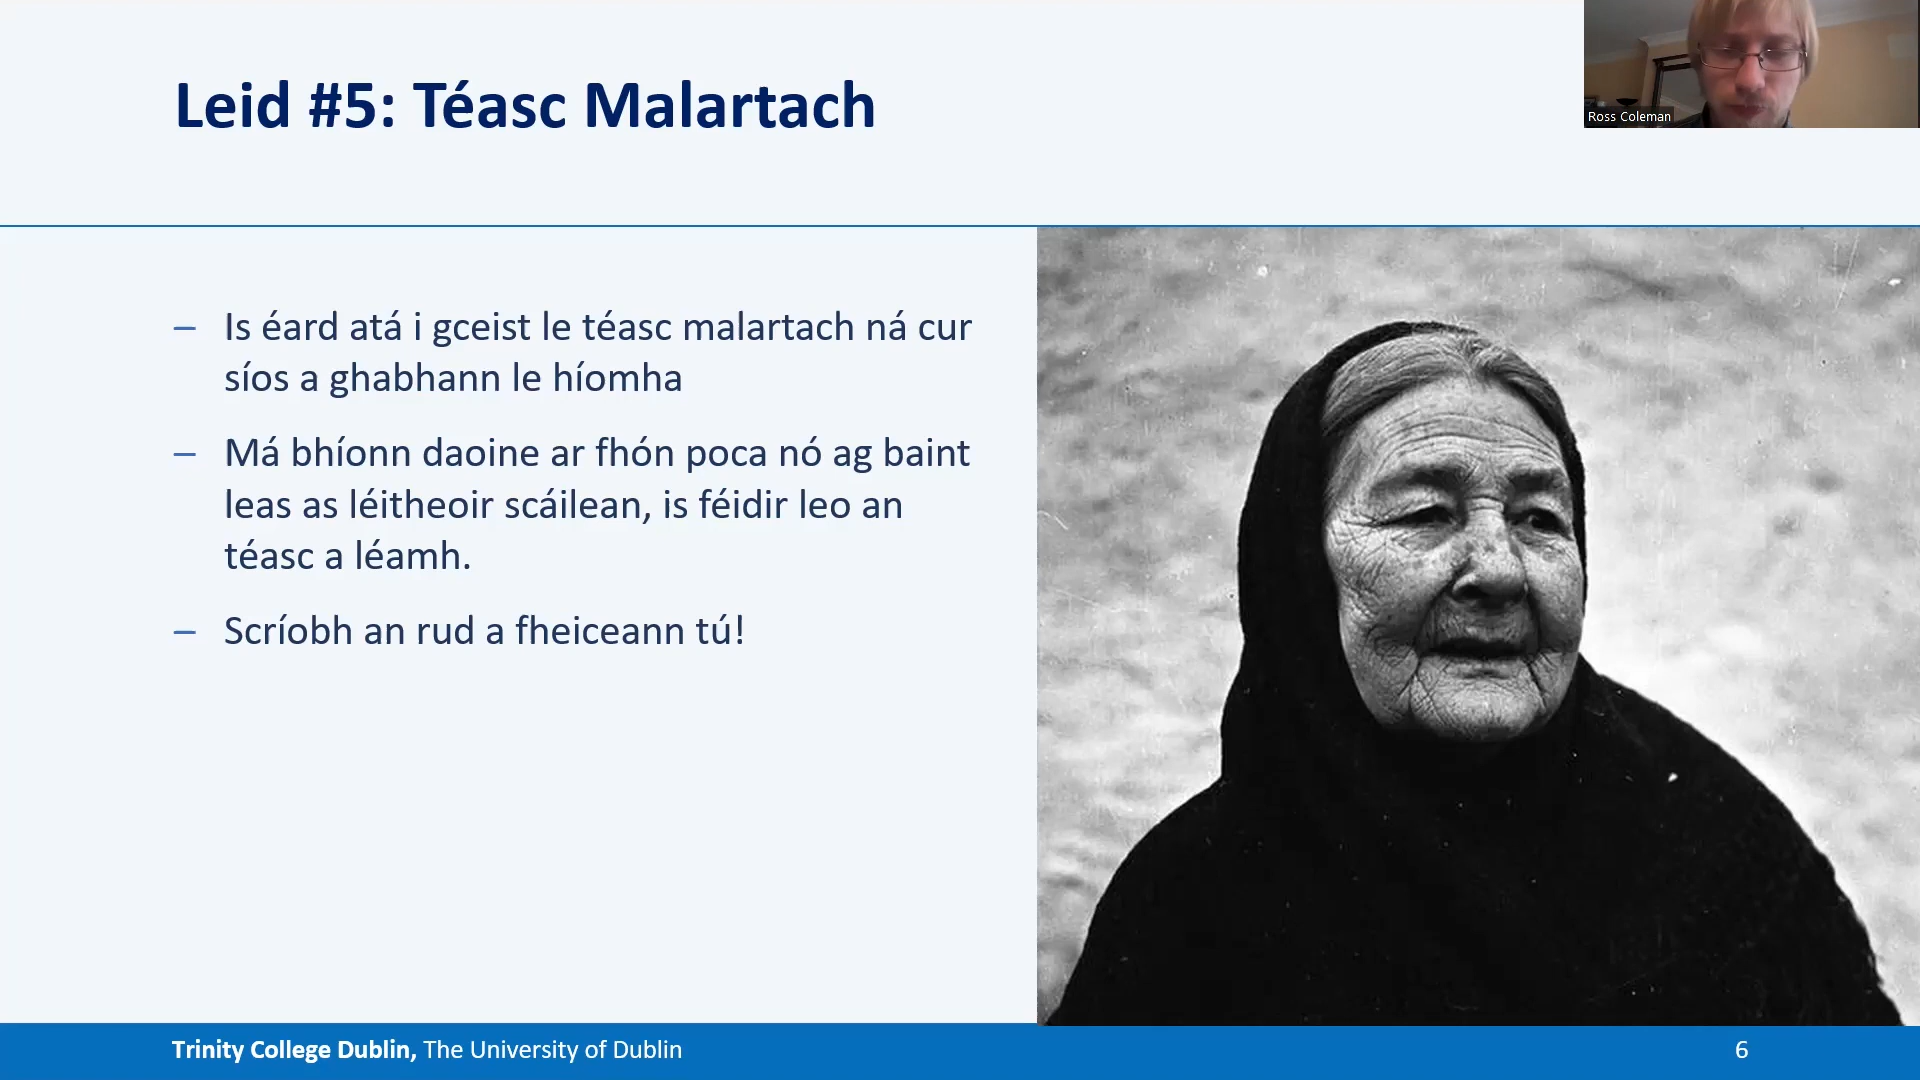 Leid #5: Téasc Malartach
Ross Coleman
– Is éard atá i gceist le téasc malartach ná cur
síos a ghabhann le híomha
– Má bhíonn daoine ar fhón poca nó ag baint
leas as léitheoir scáilean, is féidir leo an
téasc a léamh.
– Scríobh an rud a fheiceann tú!
Trinity College Dublin, The University of Dublin
6